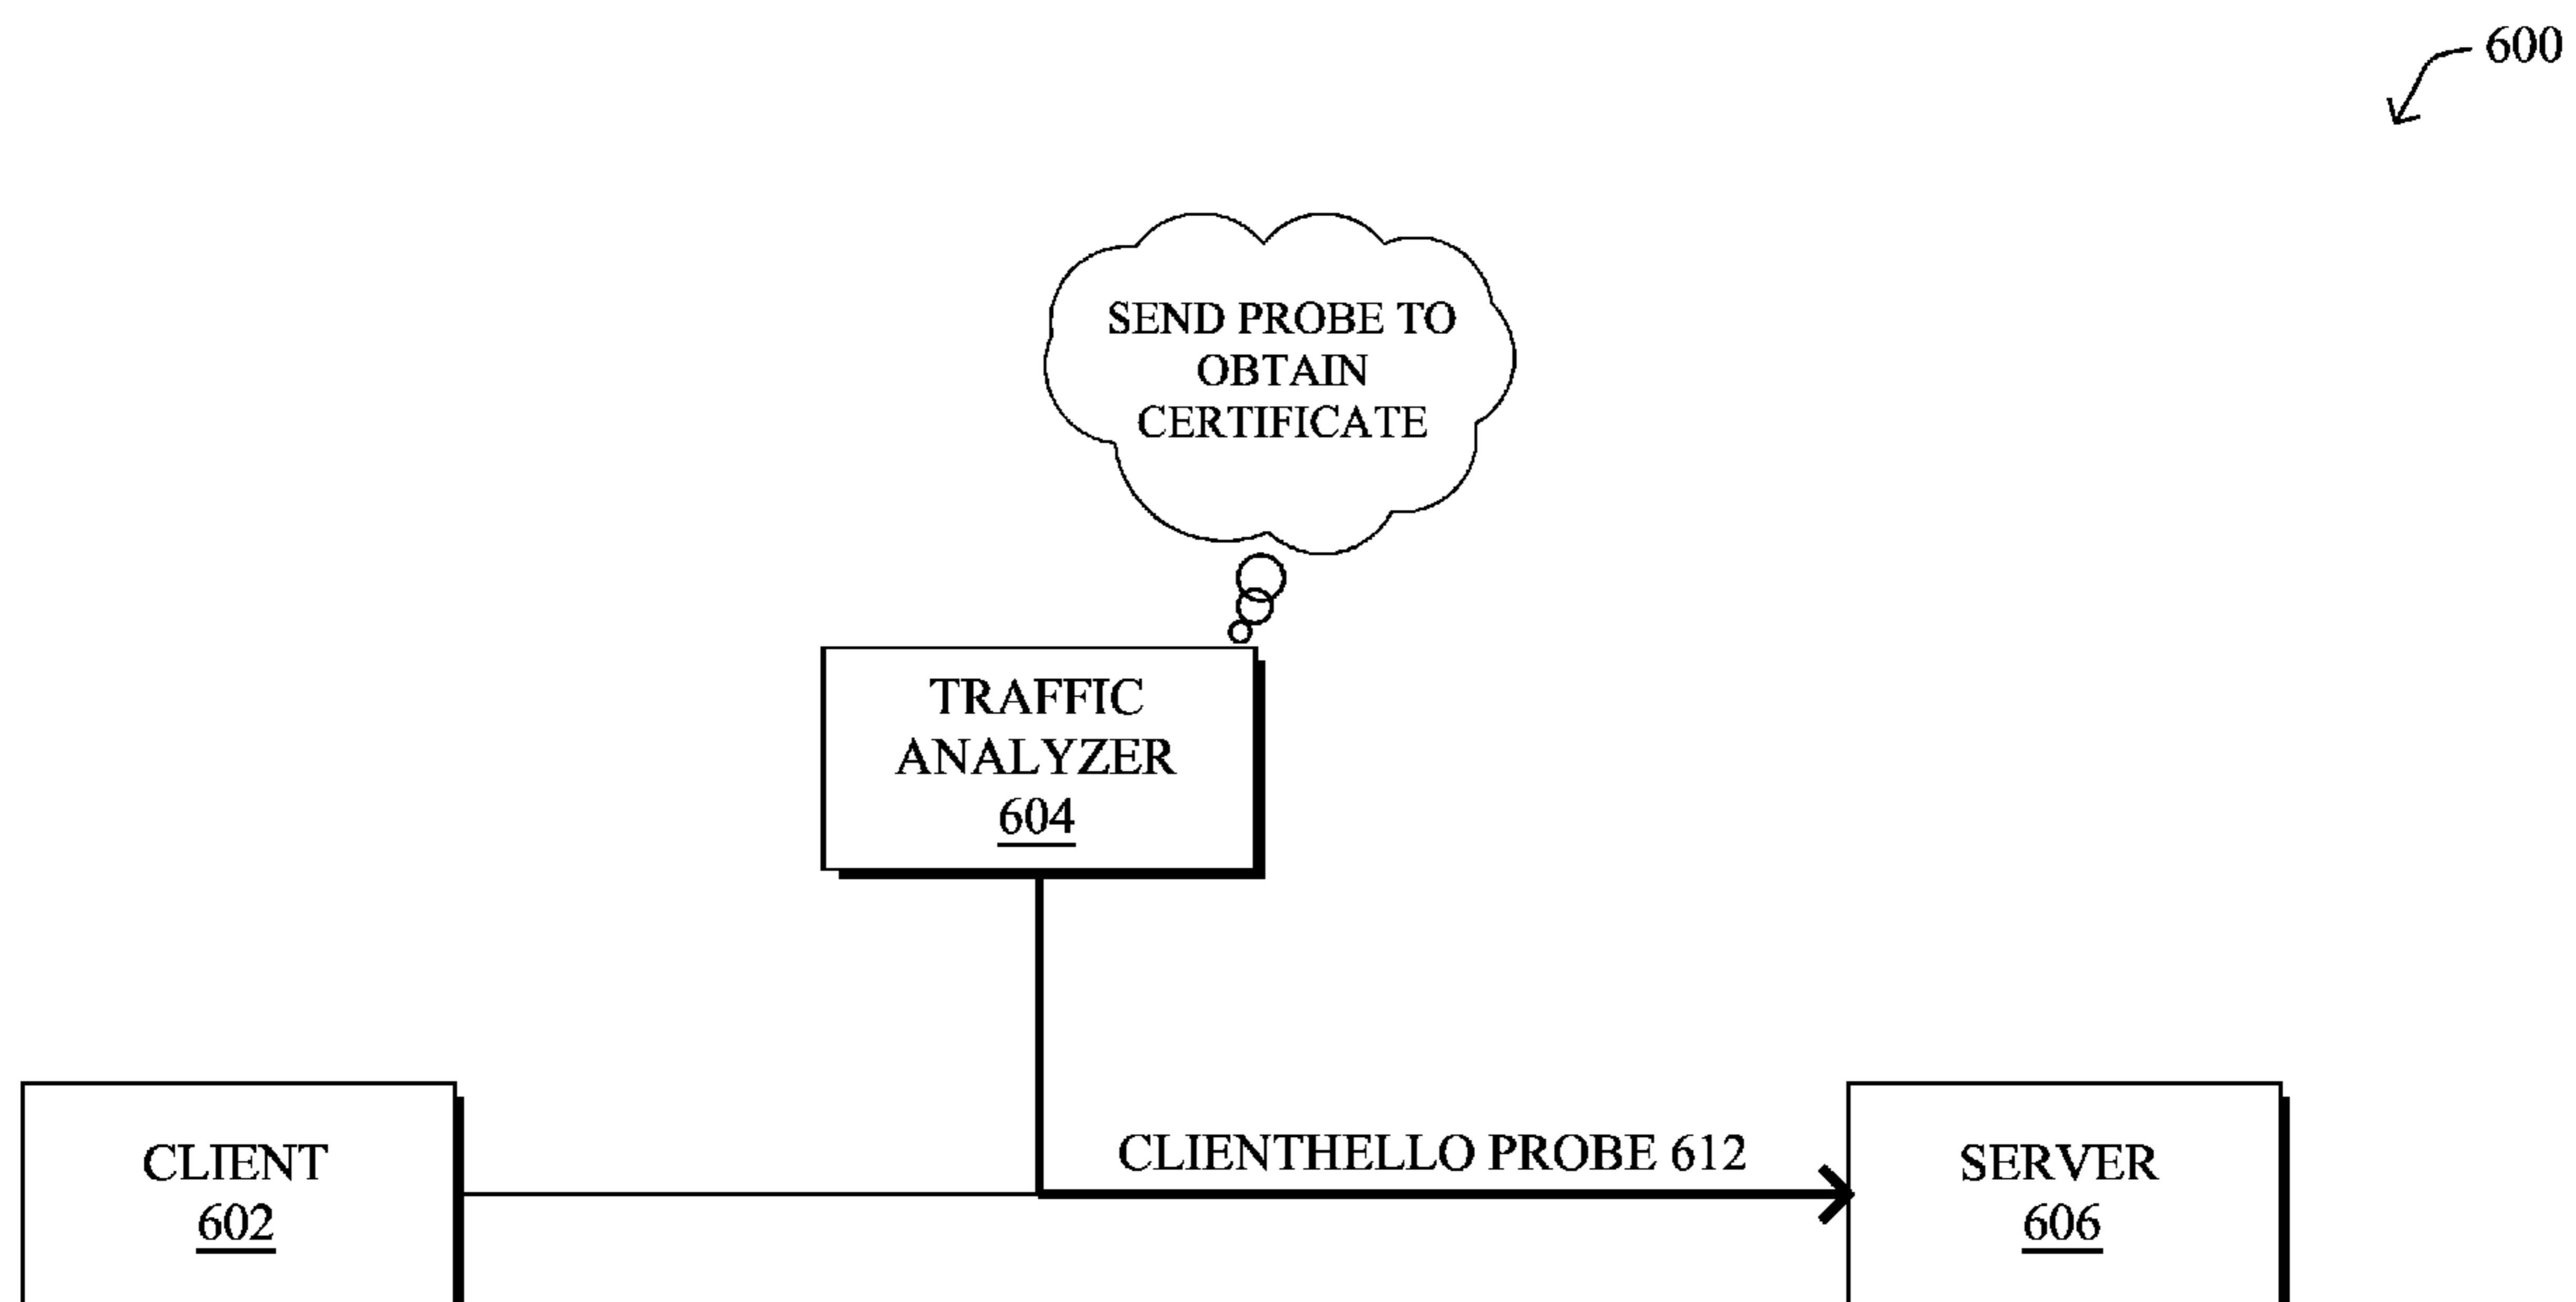 600
SEND PROBE TO
OBTAIN
CERTIFICATE
TRAFFIC
ANALYZER
604
CLIENTHELLO PROBE 612
CLIENT
602
SERVER
606